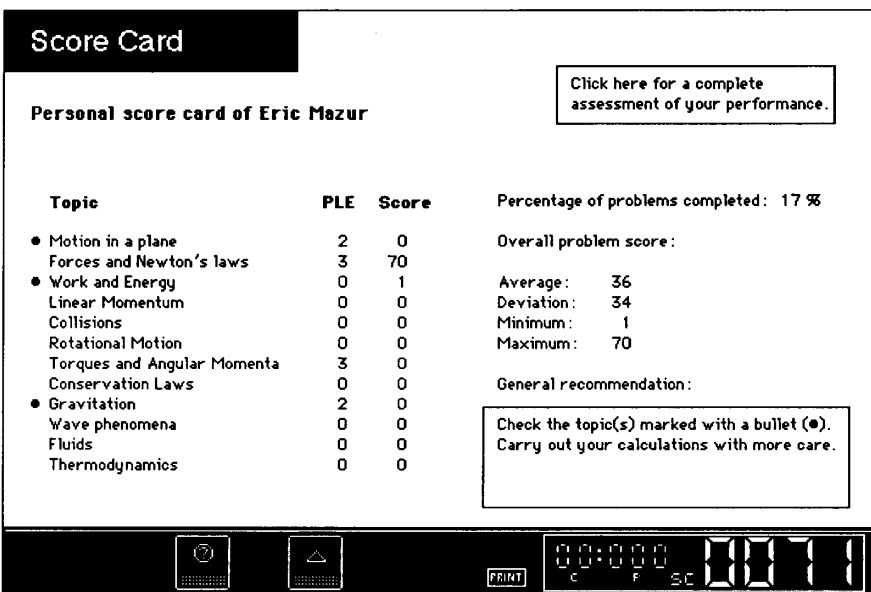 Score Card
Click here for a complete
assessment of your performance.
Personal score card of Eric Mazur
Topic PLE Score
● Motion in a plane 2 0
Forces and Newton's laws 3 70
● Work and Energy 0 1
Linear Momentum 0 0
Collisions 0 0
Rotational Motion 0 0
Torques and Angular Momenta 3 0
Conservation Laws 0 0
● Gravitation 2 0
Wave phenomena 0 0
Fluids 0 0
Thermodynamics 0 0
Percentage of problems completed: 17 %
Overall problem score:
Average: 36
Deviation: 34
Minimum: 1
Maximum: 70
General recommendation:
Check the topic(s) marked with a bullet (●).
Carry out your calculations with more care.
?
PRINT
00:000
C P SC
0071